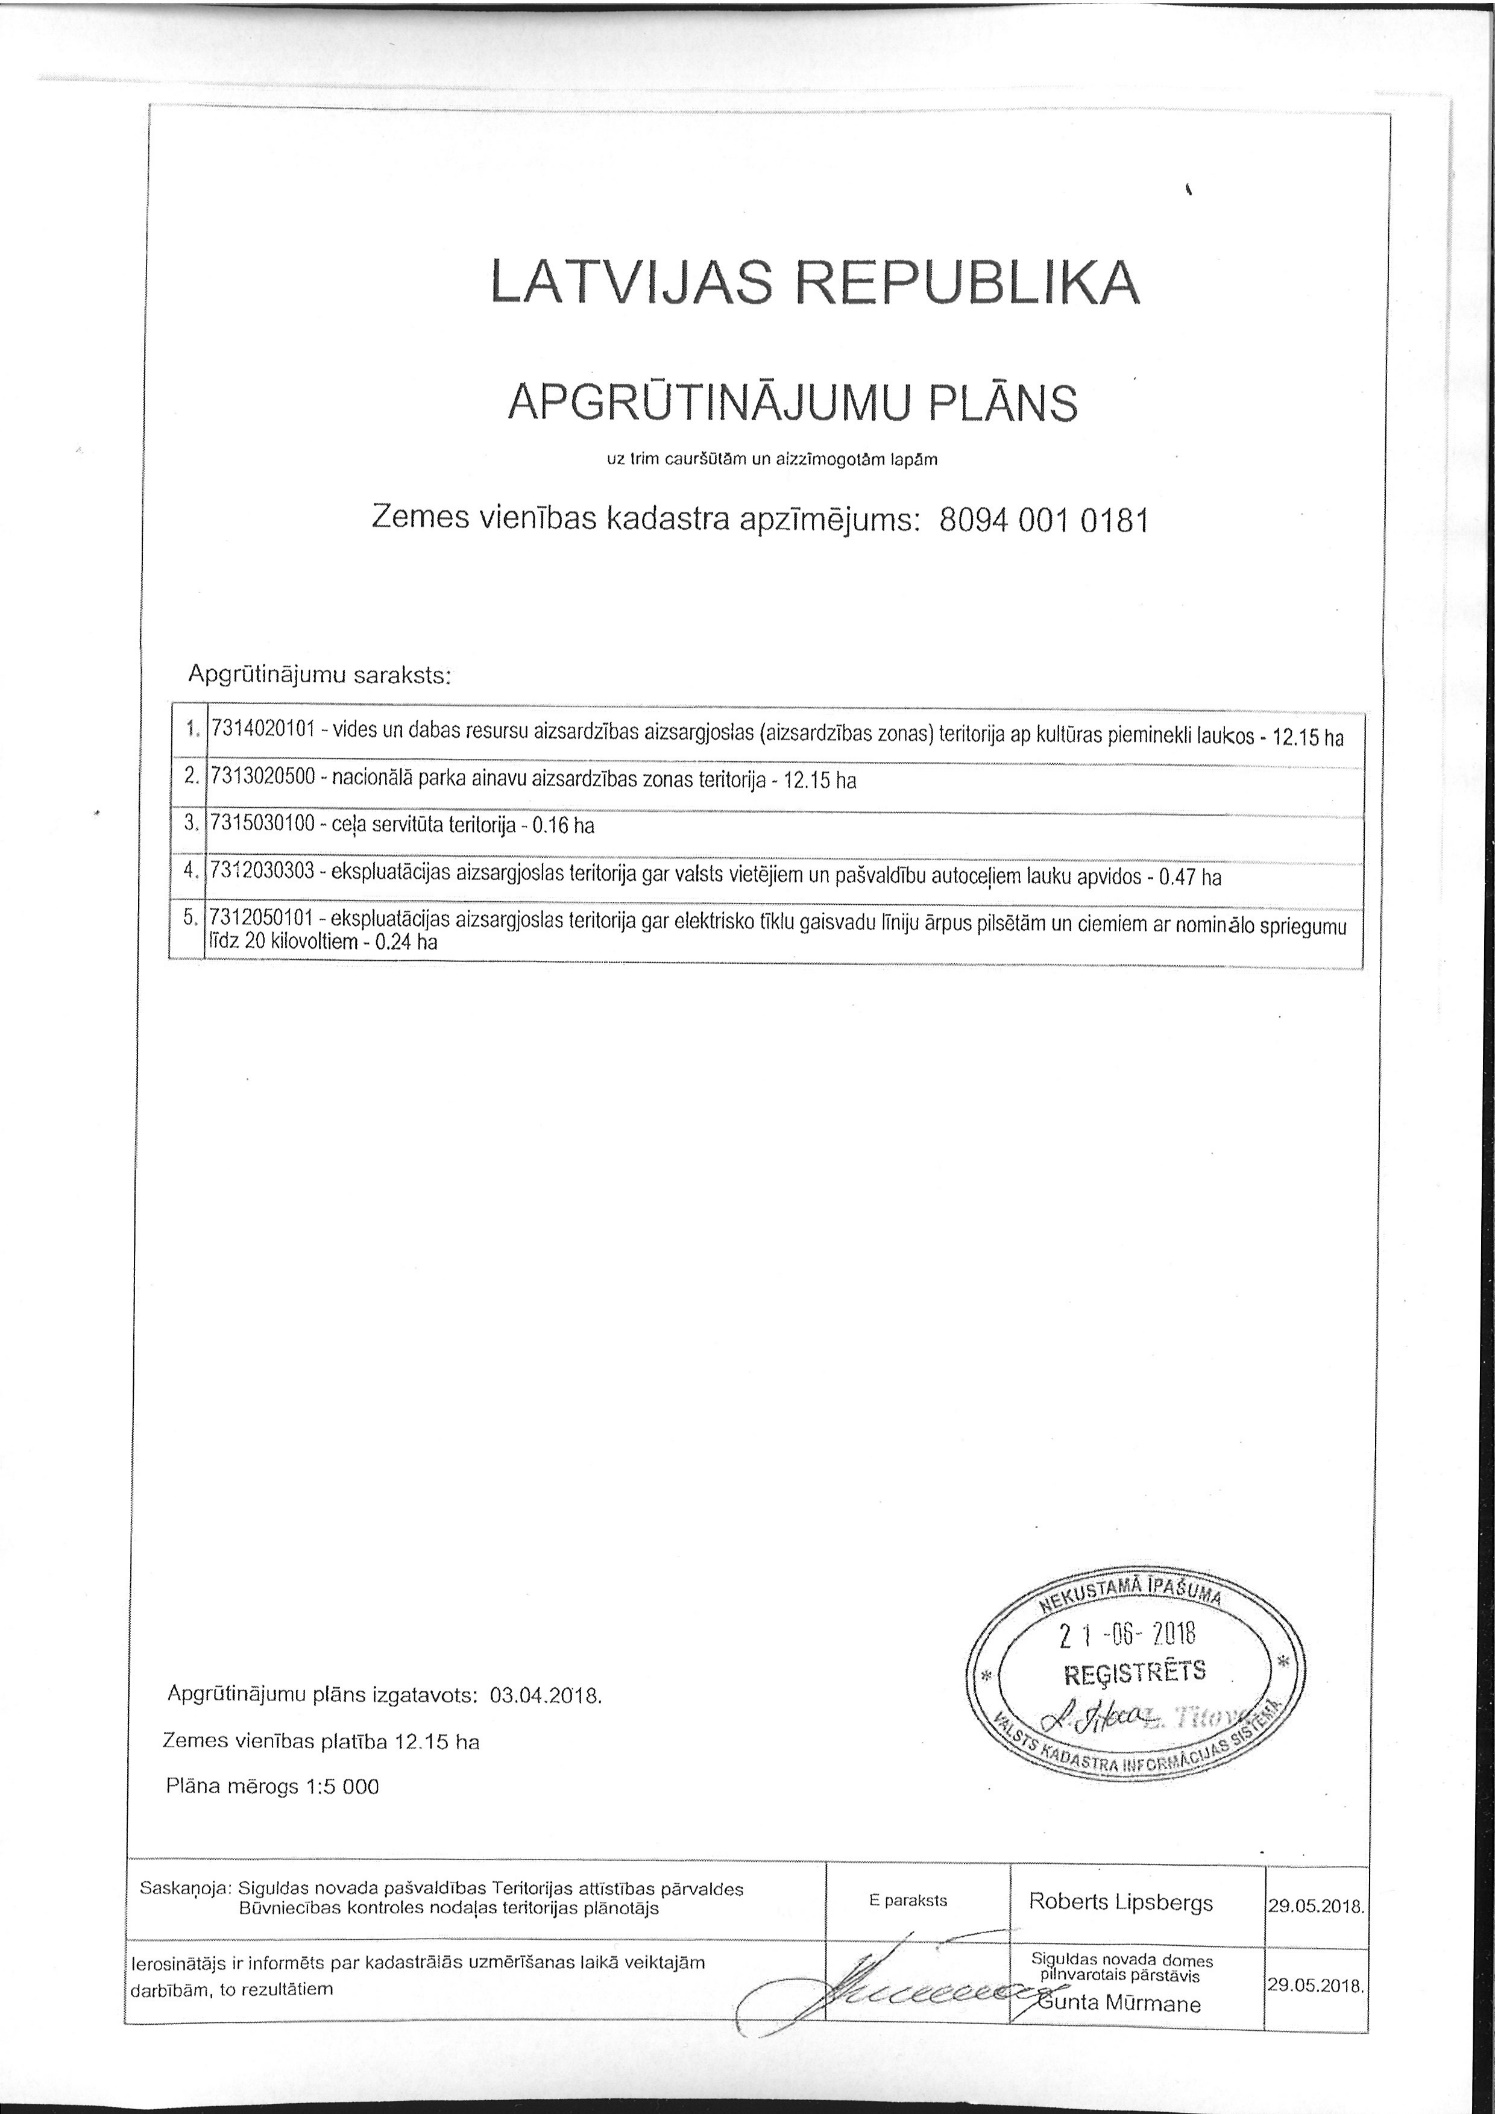 LATVIJAS REPUBLIKA
APGRŪTINĀJUMU PLĀNS
uz trim cauršūtām un aizzīmogotām lapām
Zemes vienības kadastra apzīmējums: 8094 001 0181
Apgrūtinājumu saraksts:
1. 7314020101 - vides un dabas resursu aizsardzības aizsargjoslas (aizsardzības zonas) teritorija ap kultūras pieminekli laukos - 12.15 ha
2. 7313020500 - nacionālā parka ainavu aizsardzības zonas teritorija - 12.15 ha
3. 7315030100 - ceļa servitūta teritorija - 0.16 ha
4. 7312030303 - ekspluatācijas aizsargjoslas teritorija gar valsts vietējiem un pašvaldību autoceļiem lauku apvidos - 0.47 ha
5. 7312050101 - ekspluatācijas aizsargjoslas teritorija gar elektrisko tīklu gaisvadu līniju ārpus pilsētām un ciemiem ar nominālo spriegumu
līdz 20 kilovoltiem - 0.24 ha
NEKUSTAMĀ ĪPAŠUMA
21 -06- 2018
REĢISTRĒTS
L. Titova
VALSTS KADASTRA INFORMĀCIJAS SISTĒMĀ
Apgrūtinājumu plāns izgatavots: 03.04.2018.
Zemes vienības platība 12.15 ha
Plāna mērogs 1:5 000
Saskaņoja: Siguldas novada pašvaldības Teritorijas attīstības pārvaldes
Būvniecības kontroles nodaļas teritorijas plānotājs
E paraksts
Roberts Lipsbergs
29.05.2018.
Ierosinātājs ir informēts par kadastrālās uzmērīšanas laikā veiktajām
darbībām, to rezultātiem
Siguldas novada domes
pilnvarotais pārstāvis
Gunta Mūrmane
29.05.2018.